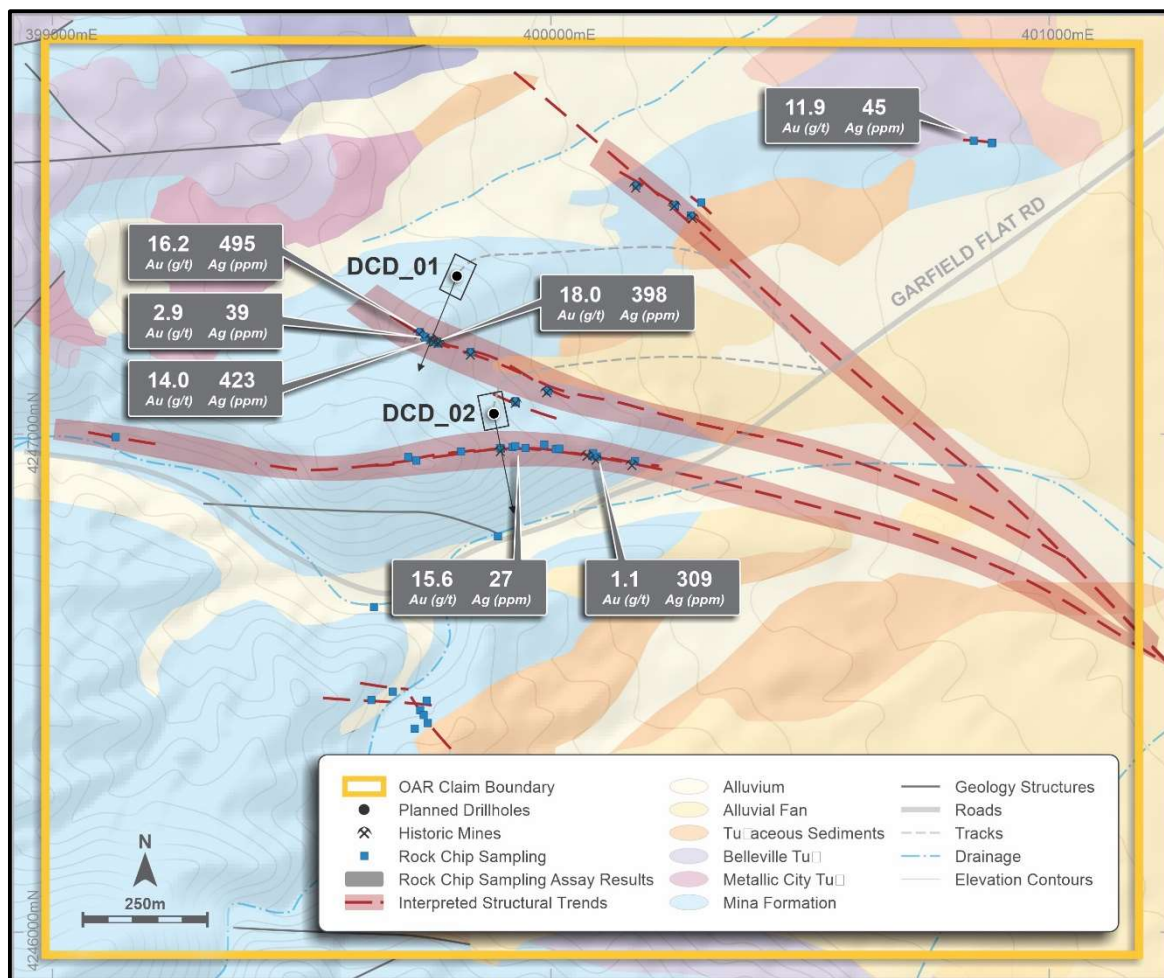 399000mE 400000mE 401000mE
11.9 45
Au (g/t) Ag (ppm)
GARFIELD FLAT RD
16.2 495
Au (g/t) Ag (ppm)
DCD_01
2.9 39
Au (g/t) Ag (ppm)
18.0 398
Au (g/t) Ag (ppm)
14.0 423
Au (g/t) Ag (ppm)
DCD_02
4247000mN
15.6 27
Au (g/t) Ag (ppm)
1.1 309
Au (g/t) Ag (ppm)
OAR Claim Boundary
Planned Drillholes
Historic Mines
Rock Chip Sampling
Rock Chip Sampling Assay Results
Interpreted Structural Trends
Alluvium
Alluvial Fan
Tu□aceous Sediments
Belleville Tu□
Metallic City Tu□
Mina Formation
Geology Structures
Roads
Tracks
Drainage
Elevation Contours
N
250m
4246000mN